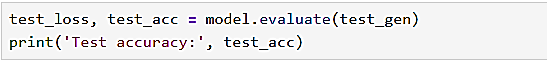 test_loss, test_acc = model.evaluate(test_gen)
print('Test accuracy:', test_acc)